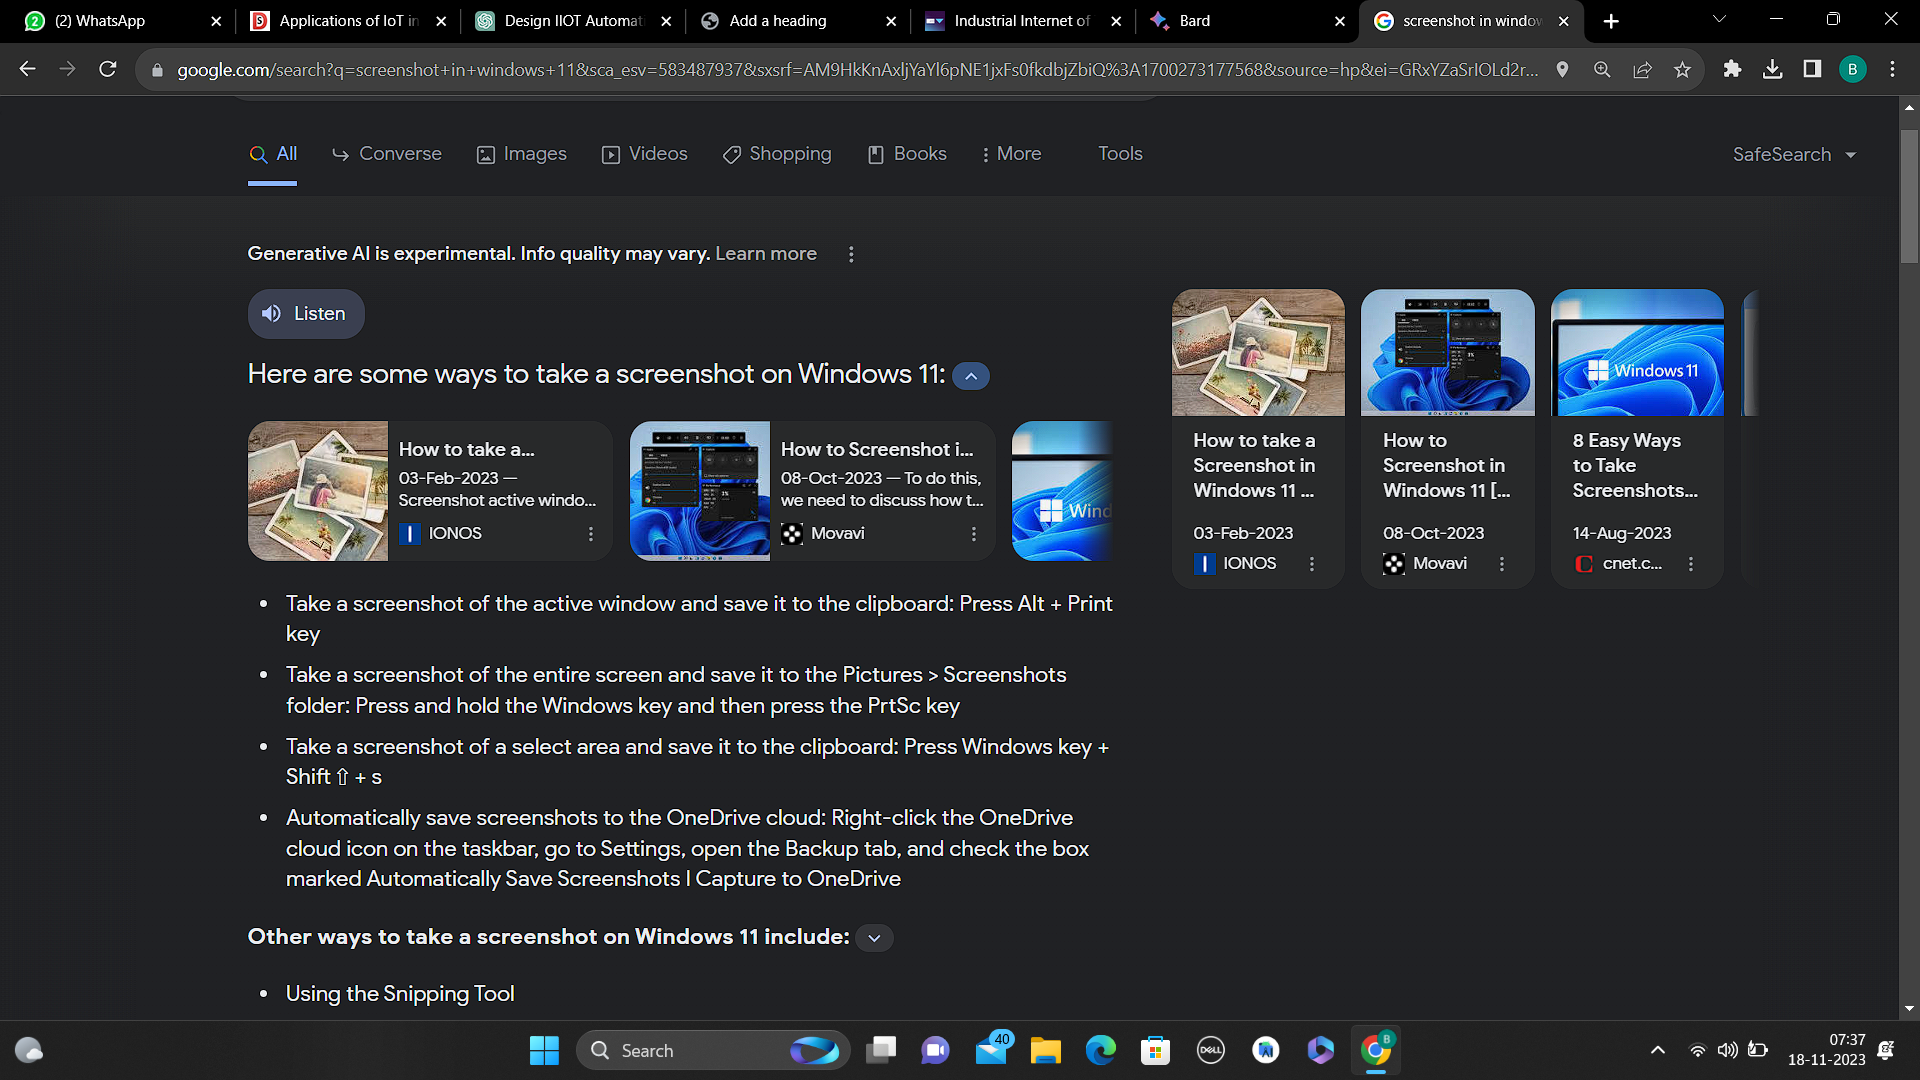 (2) WhatsApp
Applications of IoT in
Design IIOT Automat
Add a heading
Industrial Internet of
Bard
screenshot in window
google.com/search?q=screenshot+in+windows+11&sca_esv=583487937&sxsrf=AM9HkKnAxljYaYl6pNE1jxFs0fkdbjZbiQ%3A1700273177568&source=hp&ei=GRxYZaSrIOLd2r...
B
All
Converse
Images
Videos
Shopping
Books
More
Tools
SafeSearch
Generative AI is experimental. Info quality may vary. Learn more
Listen
Here are some ways to take a screenshot on Windows 11:
How to take a...
03-Feb-2023 —
Screenshot active windo...
IONOS
How to Screenshot i...
08-Oct-2023 — To do this,
we need to discuss how t...
Movavi
Wind
Take a screenshot of the active window and save it to the clipboard: Press Alt + Print
key
Take a screenshot of the entire screen and save it to the Pictures > Screenshots
folder: Press and hold the Windows key and then press the PrtSc key
Take a screenshot of a select area and save it to the clipboard: Press Windows key +
Shift ⇧ + s
Automatically save screenshots to the OneDrive cloud: Right-click the OneDrive
cloud icon on the taskbar, go to Settings, open the Backup tab, and check the box
marked Automatically Save Screenshots I Capture to OneDrive
Other ways to take a screenshot on Windows 11 include:
Using the Snipping Tool
How to take a
Screenshot in
Windows 11 ...
03-Feb-2023
IONOS
How to
Screenshot in
Windows 11 [...
08-Oct-2023
Movavi
Windows 11
8 Easy Ways
to Take
Screenshots...
14-Aug-2023
cnet.c...
Search
40
DELL
B
07:37
18-11-2023